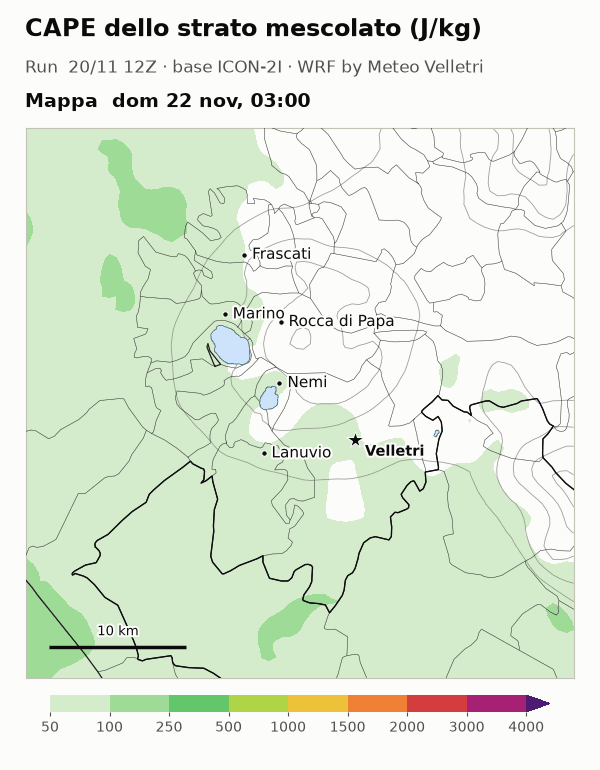 CAPE dello strato mescolato (J/kg)
Run  20/11 12Z · base ICON-2I · WRF by Meteo Velletri
Mappa  dom 22 nov, 03:00
Frascati
Marino
Rocca di Papa
Nemi
Velletri
Lanuvio
10 km
50 100 250 500 1000 1500 2000 3000 4000